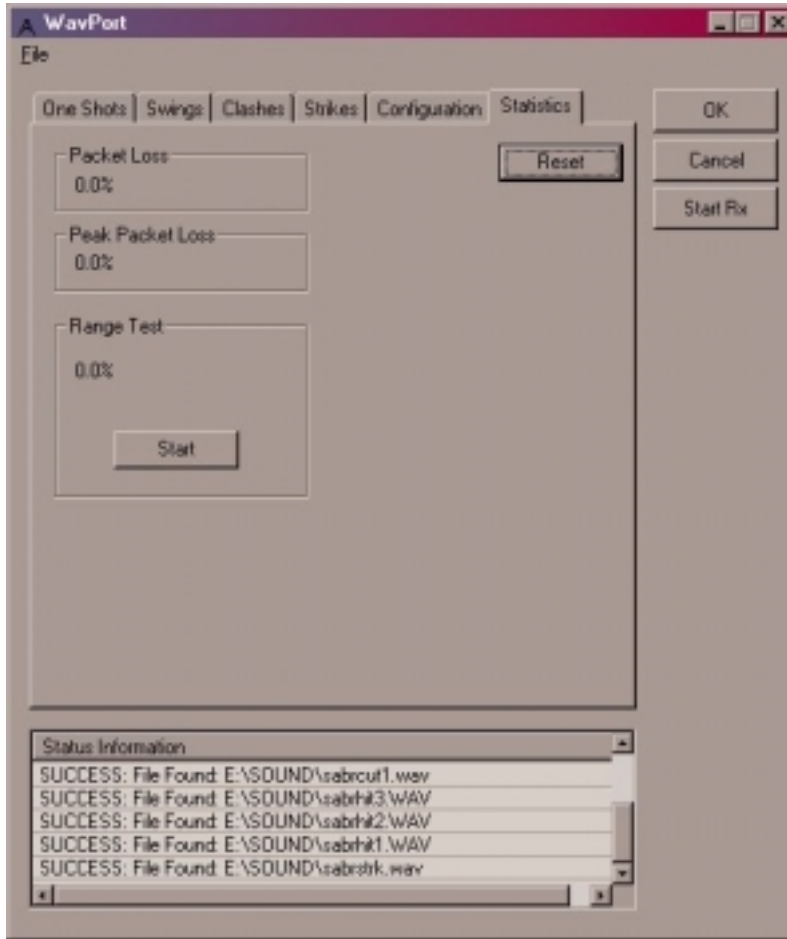 WavPort
File
One Shots Swings Clashes Strikes Configuration Statistics
OK
Cancel
Start Rx
Reset
Packet Loss
0.0%
Peak Packet Loss
0.0%
Range Test
0.0%
Start
Status Information
SUCCESS: File Found: E:\SOUND\sabrcut1.wav
SUCCESS: File Found: E:\SOUND\sabrhit3.WAV
SUCCESS: File Found: E:\SOUND\sabrhit2.WAV
SUCCESS: File Found: E:\SOUND\sabrhit1.WAV
SUCCESS: File Found: E:\SOUND\sabrstrk.wav